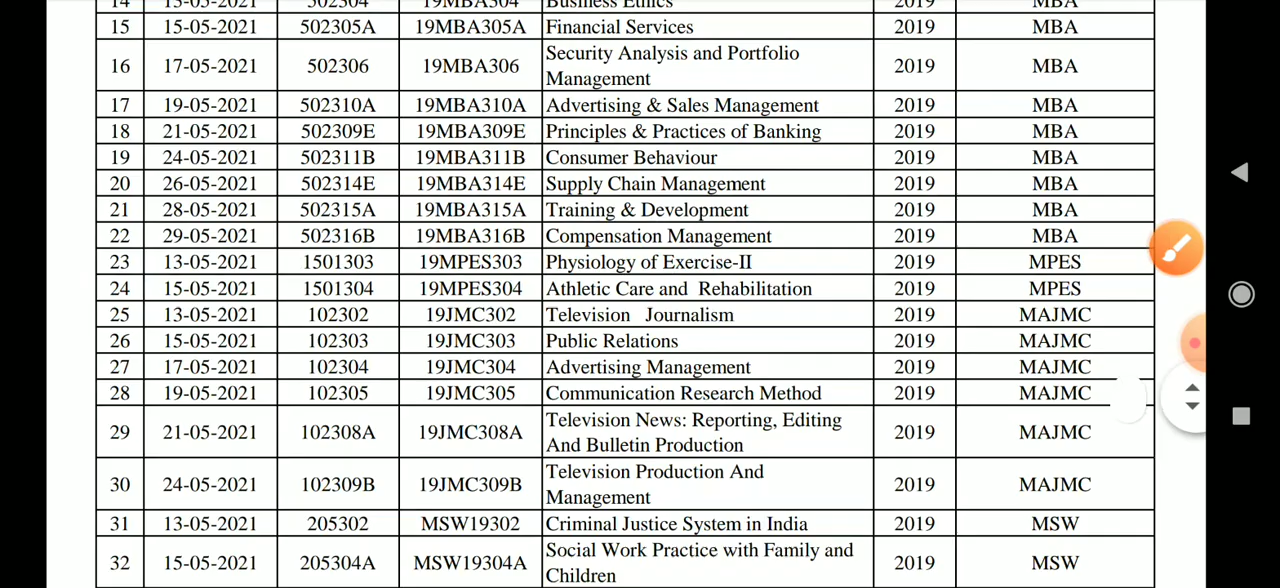 14 13-05-2021 502304 19MBA304 Business Ethics 2019 MBA
15 15-05-2021 502305A 19MBA305A Financial Services 2019 MBA
16 17-05-2021 502306 19MBA306 Security Analysis and Portfolio 2019 MBA
Management
17 19-05-2021 502310A 19MBA310A Advertising & Sales Management 2019 MBA
18 21-05-2021 502309E 19MBA309E Principles & Practices of Banking 2019 MBA
19 24-05-2021 502311B 19MBA311B Consumer Behaviour 2019 MBA
20 26-05-2021 502314E 19MBA314E Supply Chain Management 2019 MBA
21 28-05-2021 502315A 19MBA315A Training & Development 2019 MBA
22 29-05-2021 502316B 19MBA316B Compensation Management 2019 MBA
23 13-05-2021 1501303 19MPES303 Physiology of Exercise-II 2019 MPES
24 15-05-2021 1501304 19MPES304 Athletic Care and Rehabilitation 2019 MPES
25 13-05-2021 102302 19JMC302 Television Journalism 2019 MAJMC
26 15-05-2021 102303 19JMC303 Public Relations 2019 MAJMC
27 17-05-2021 102304 19JMC304 Advertising Management 2019 MAJMC
28 19-05-2021 102305 19JMC305 Communication Research Method 2019 MAJMC
29 21-05-2021 102308A 19JMC308A Television News: Reporting, Editing 2019 MAJMC
And Bulletin Production
30 24-05-2021 102309B 19JMC309B Television Production And 2019 MAJMC
Management
31 13-05-2021 205302 MSW19302 Criminal Justice System in India 2019 MSW
32 15-05-2021 205304A MSW19304A Social Work Practice with Family and 2019 MSW
Children